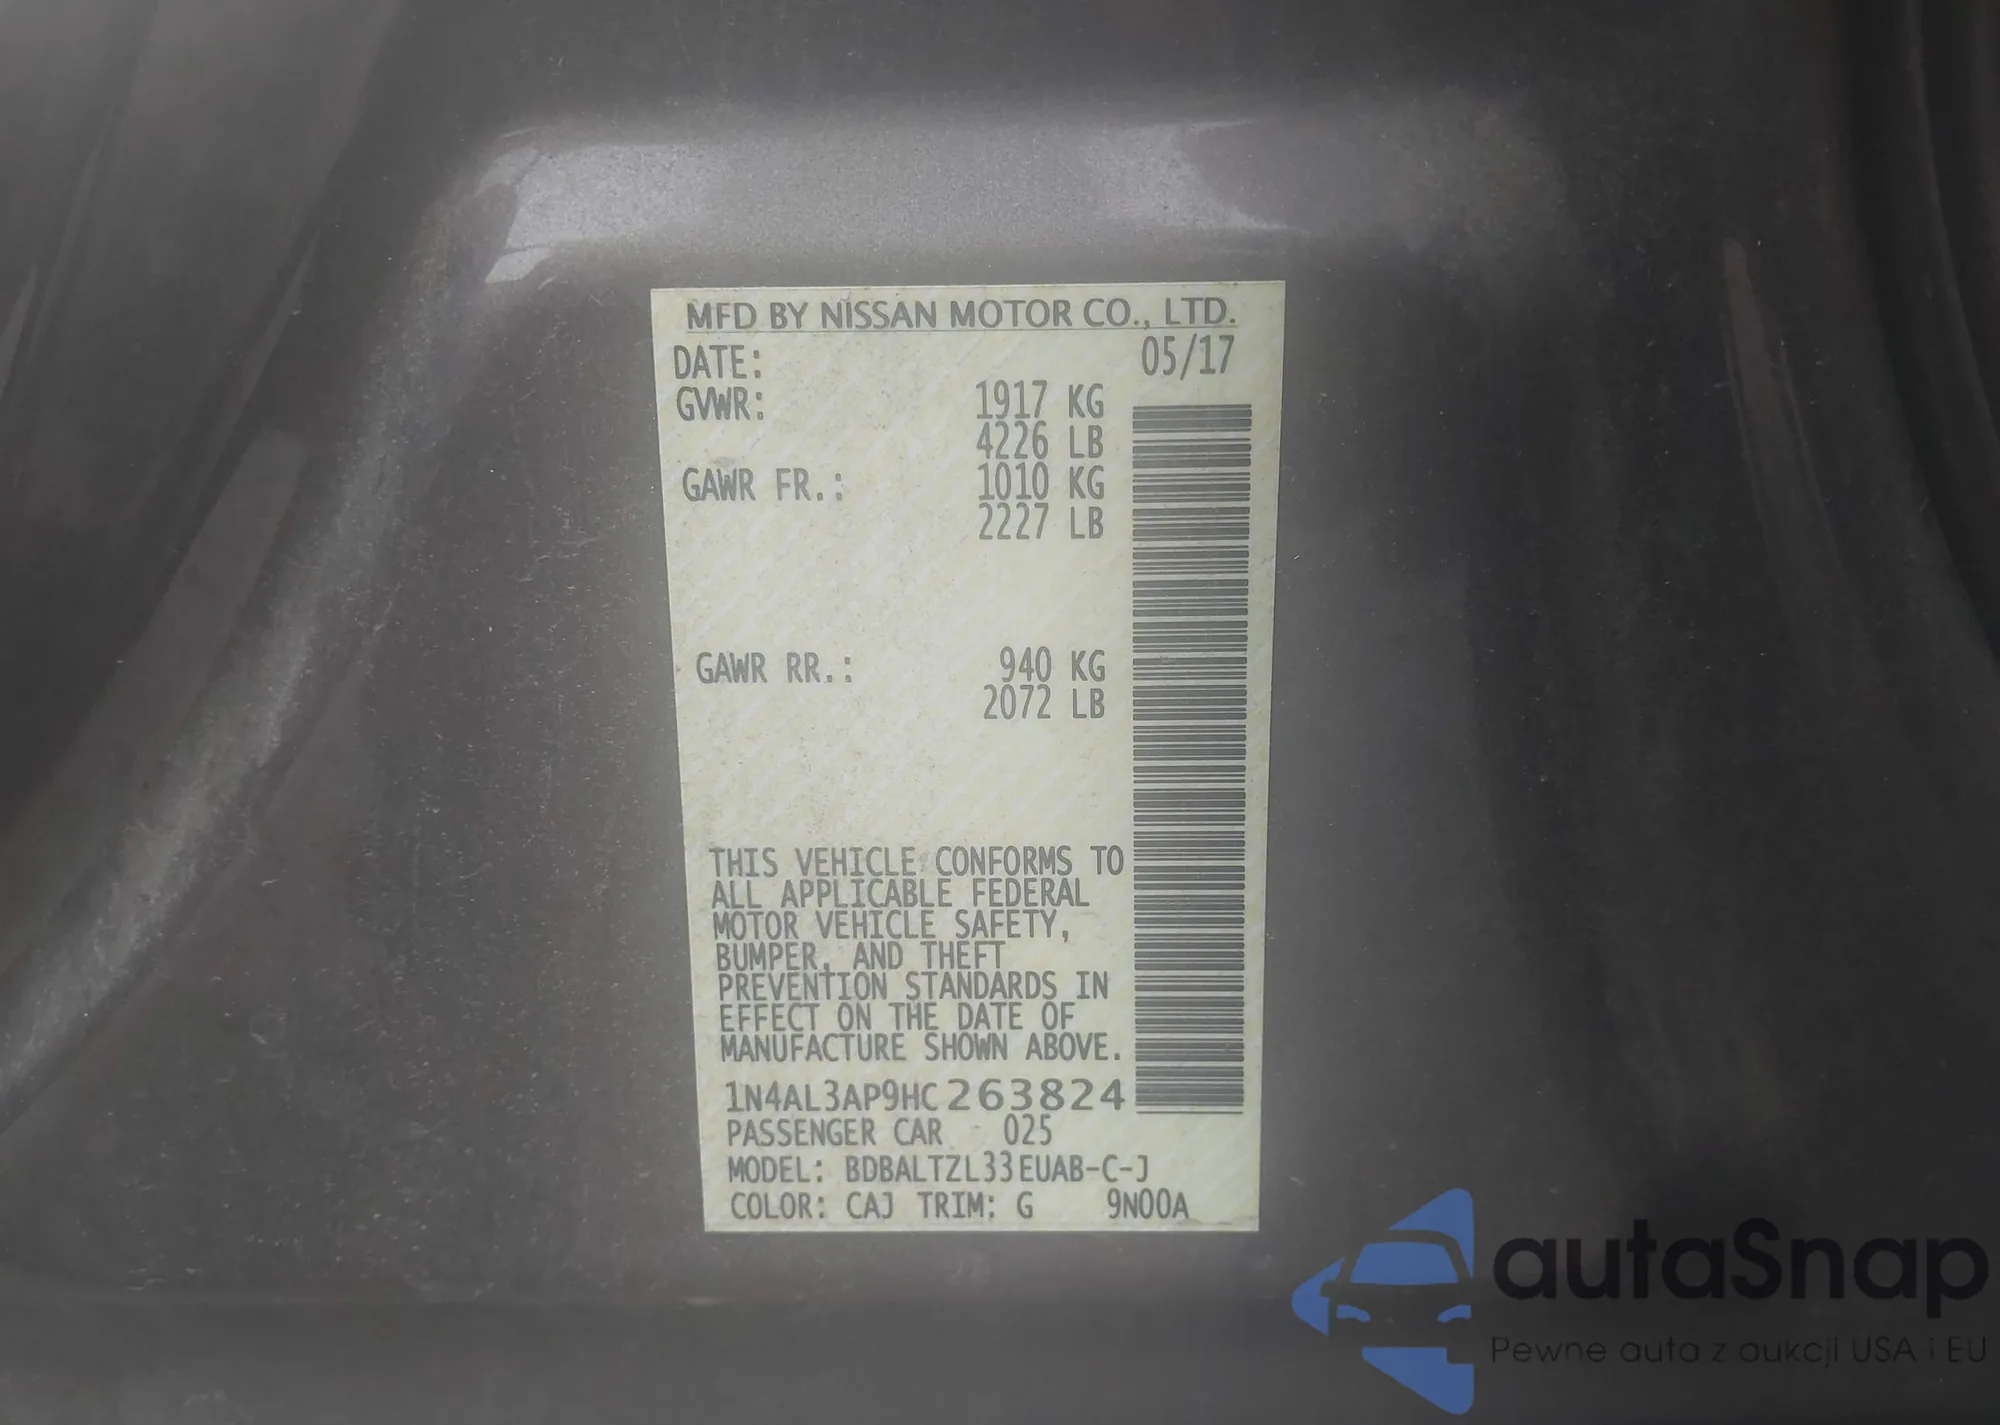 MFD BY NISSAN MOTOR CO., LTD.
DATE: 05/17
GVWR: 1917 KG
4226 LB
GAWR FR.: 1010 KG
2227 LB
GAWR RR.: 940 KG
2072 LB
THIS VEHICLE CONFORMS TO
ALL APPLICABLE FEDERAL
MOTOR VEHICLE SAFETY,
BUMPER, AND THEFT
PREVENTION STANDARDS IN
EFFECT ON THE DATE OF
MANUFACTURE SHOWN ABOVE.
1N4AL3AP9HC263824
PASSENGER CAR 025
MODEL: BDBALTZL33EUAB-C-J
COLOR: CAJ TRIM: G 9N00A
autaSnap
Pewne auta z aukcji USA i EU